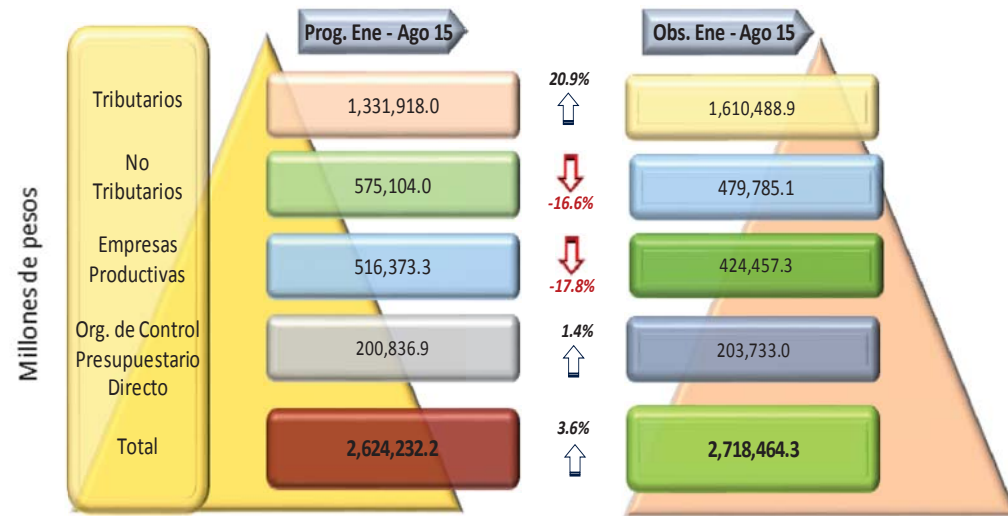 Prog. Ene - Ago 15
Obs. Ene - Ago 15
Millones de pesos
Tributarios
1,331,918.0
20.9%
1,610,488.9
No
Tributarios
575,104.0
-16.6%
479,785.1
Empresas
Productivas
516,373.3
-17.8%
424,457.3
Org. de Control
Presupuestario
Directo
200,836.9
1.4%
203,733.0
Total
2,624,232.2
3.6%
2,718,464.3